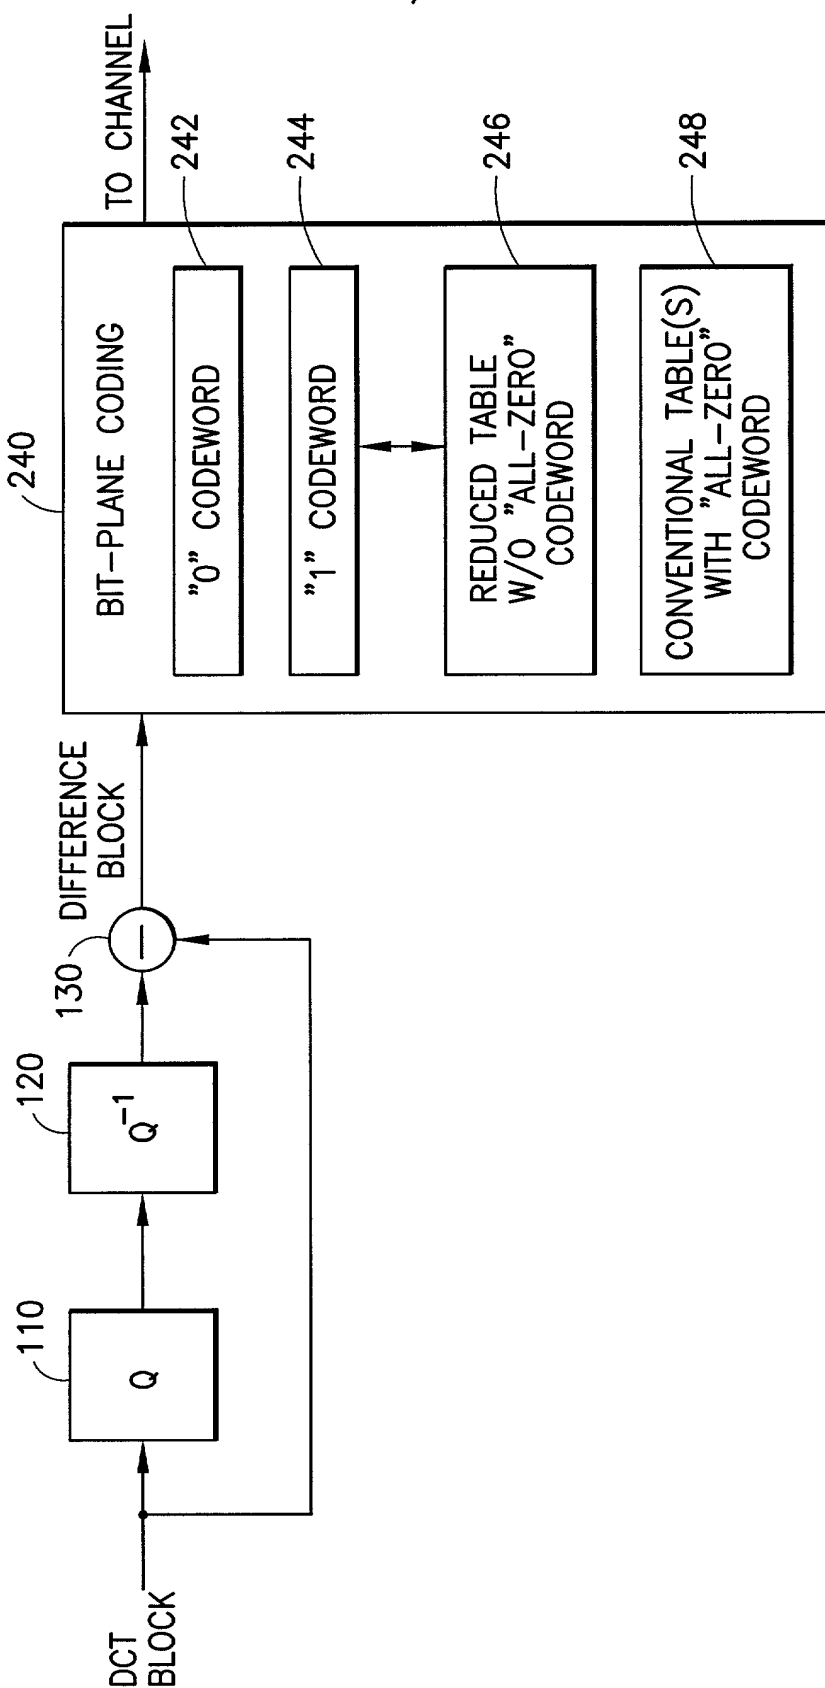 DCT
BLOCK
110
Q
120
Q⁻¹
130
—
DIFFERENCE
BLOCK
240
BIT–PLANE CODING
TO CHANNEL
"0" CODEWORD
242
"1" CODEWORD
244
REDUCED TABLE
W/O "ALL–ZERO"
CODEWORD
246
CONVENTIONAL TABLE(S)
WITH "ALL–ZERO"
CODEWORD
248